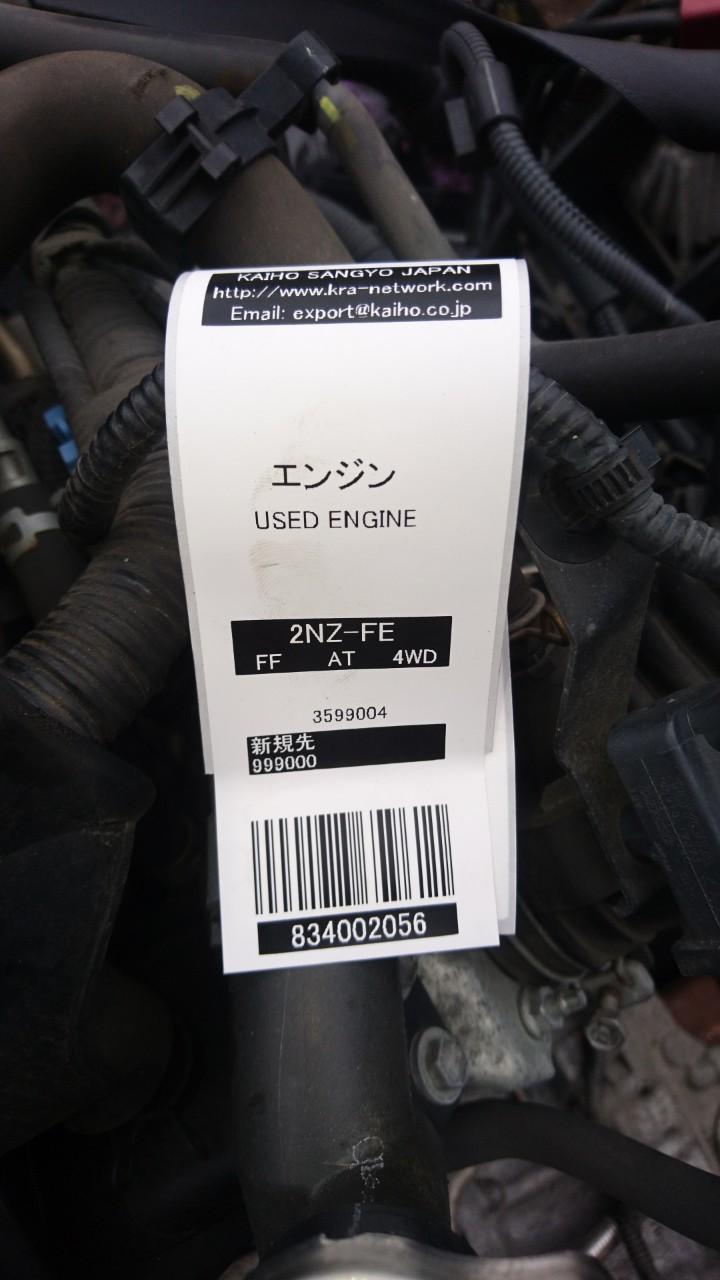 KAIHO SANGYO JAPAN
http://www.kra-network.com
Email: export@kaiho.co.jp
エンジン
USED ENGINE
2NZ-FE
FF AT 4WD
3599004
新規先
999000
834002056